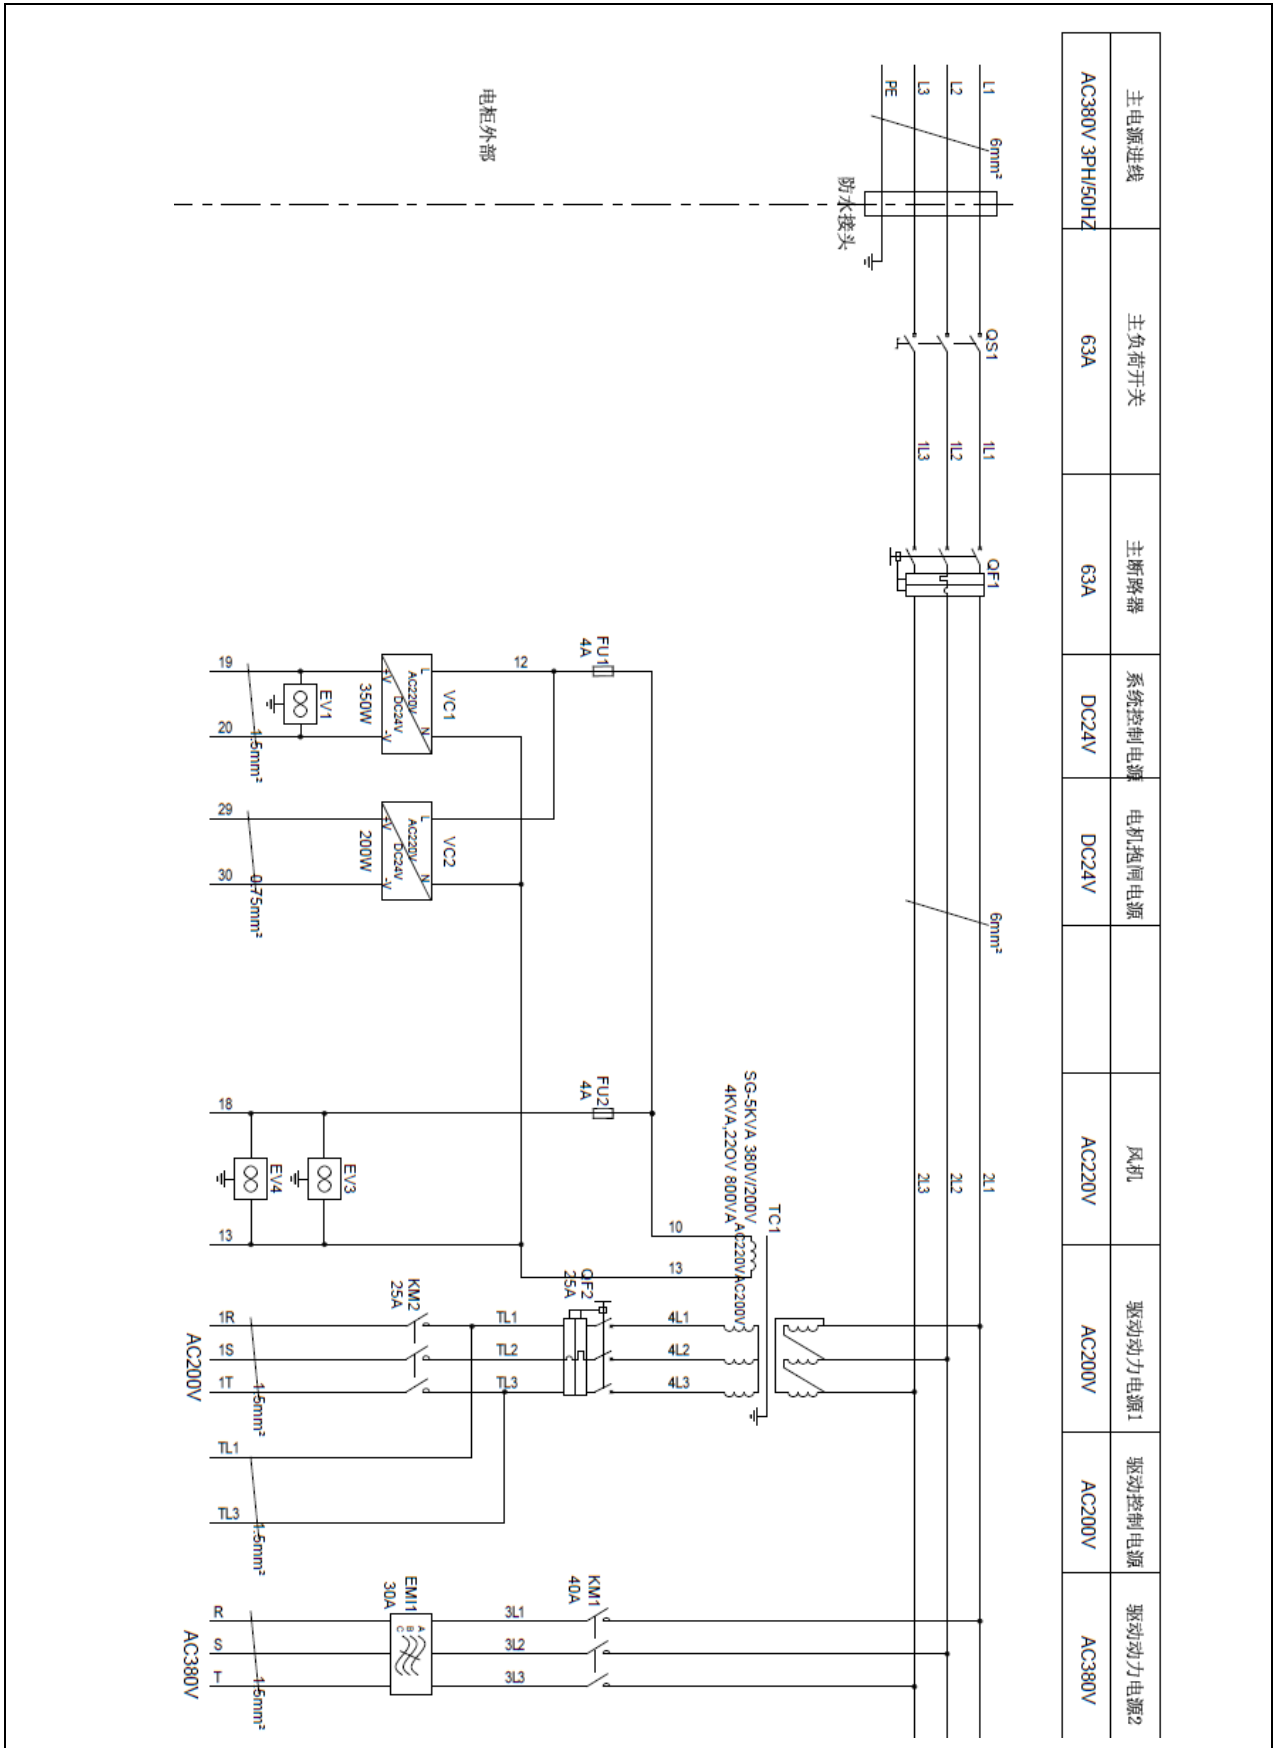 主电源进线
主负荷开关
主断路器
系统控制电源
电机抱闸电源
风机
驱动动力电源1
驱动控制电源
驱动动力电源2
AC380V 3PH/50HZ
63A
63A
DC24V
DC24V
AC220V
AC200V
AC200V
AC380V
L1
L2
L3
PE
6mm²
防水接头
电柜外部
QS1
1L1
1L2
1L3
QF1
6mm²
2L1
2L2
2L3
FU1
4A
12
VC1
L
N
AC220V
DC24V
+V
-V
350W
EV1
19
20
1.5mm²
VC2
L
N
AC220V
DC24V
+V
-V
200W
29
30
0.75mm²
FU2
4A
18
EV3
EV4
13
TC1
SG-5KVA 380V/200V
4KVA,220V 800VA
AC220V
AC200V
10
13
4L1
4L2
4L3
QF2
25A
TL1
TL2
TL3
KM2
25A
1R
1S
1T
AC200V
1.5mm²
TL1
TL3
1.5mm²
KM1
40A
3L1
3L2
3L3
EMI1
30A
A
B
C
R
S
T
AC380V
1.5mm²